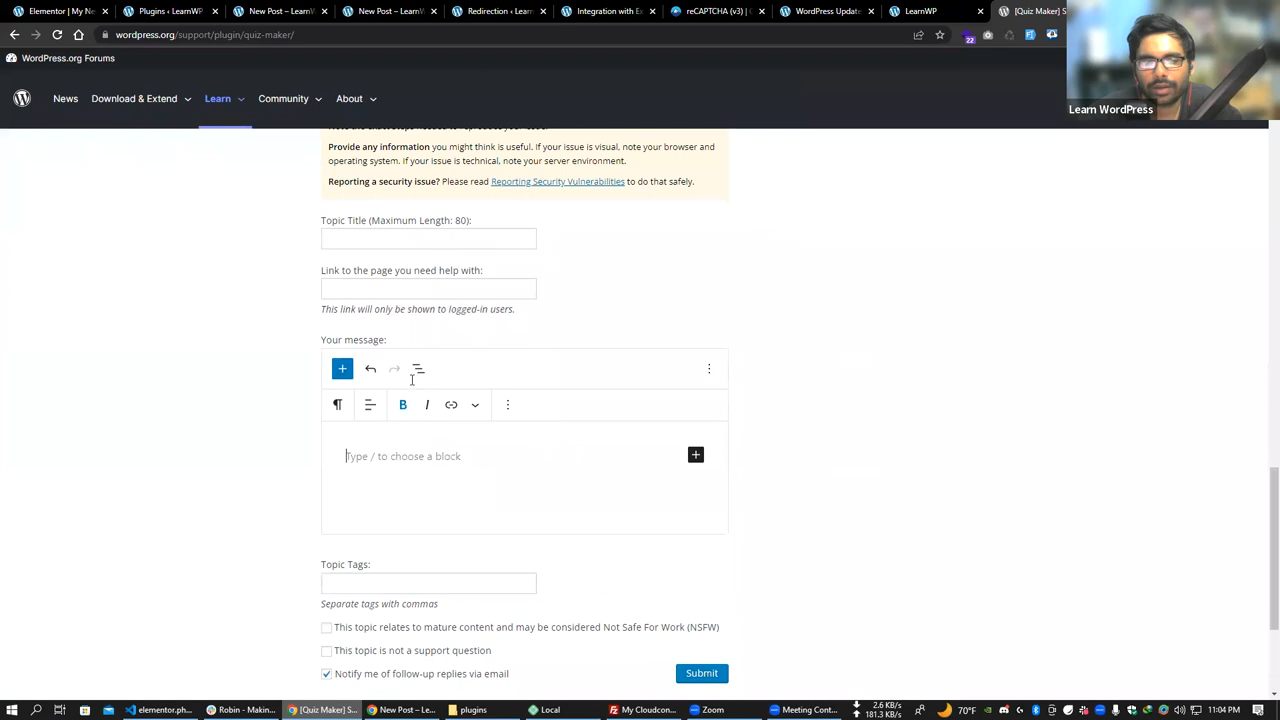 Elementor ‹ My N
Plugins ‹ LearnWP
New Post – LearnW
New Post – LearnW
Redirection ‹ Learn
Integration with Ex
reCAPTCHA (v3) | C
WordPress Update
LearnWP
[Quiz Maker] S
wordpress.org/support/plugin/quiz-maker/
22
WordPress.org Forums
News
Download & Extend
Learn
Community
About
Learn WordPress
Provide any information you might think is useful. If your issue is visual, note your browser and
operating system. If your issue is technical, note your server environment.
Reporting a security issue? Please read Reporting Security Vulnerabilities to do that safely.
Topic Title (Maximum Length: 80):
Link to the page you need help with:
This link will only be shown to logged-in users.
Your message:
B I
Type / to choose a block
Topic Tags:
Separate tags with commas
This topic relates to mature content and may be considered Not Safe For Work (NSFW)
This topic is not a support question
Notify me of follow-up replies via email
Submit
elementor.ph...
Robin - Makin...
[Quiz Maker] S...
New Post – Le...
plugins
Local
My Cloudcon...
Zoom
Meeting Cont...
2.6 KB/s
181.3 KB/s
70°F
11:04 PM